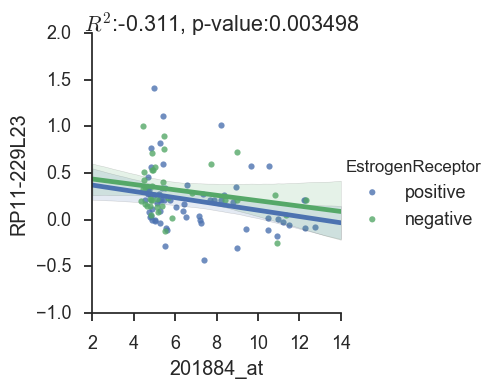 R²:-0.311, p-value:0.003498
2.0
1.5
1.0
0.5
0.0
−0.5
−1.0
RP11-229L23
2 4 6 8 10 12 14
201884_at
EstrogenReceptor
positive
negative